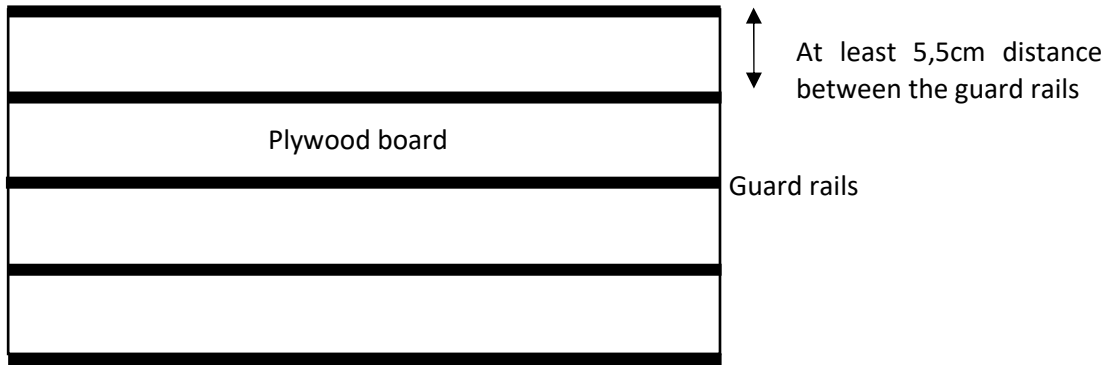 At least 5,5cm distance
between the guard rails
Plywood board
Guard rails